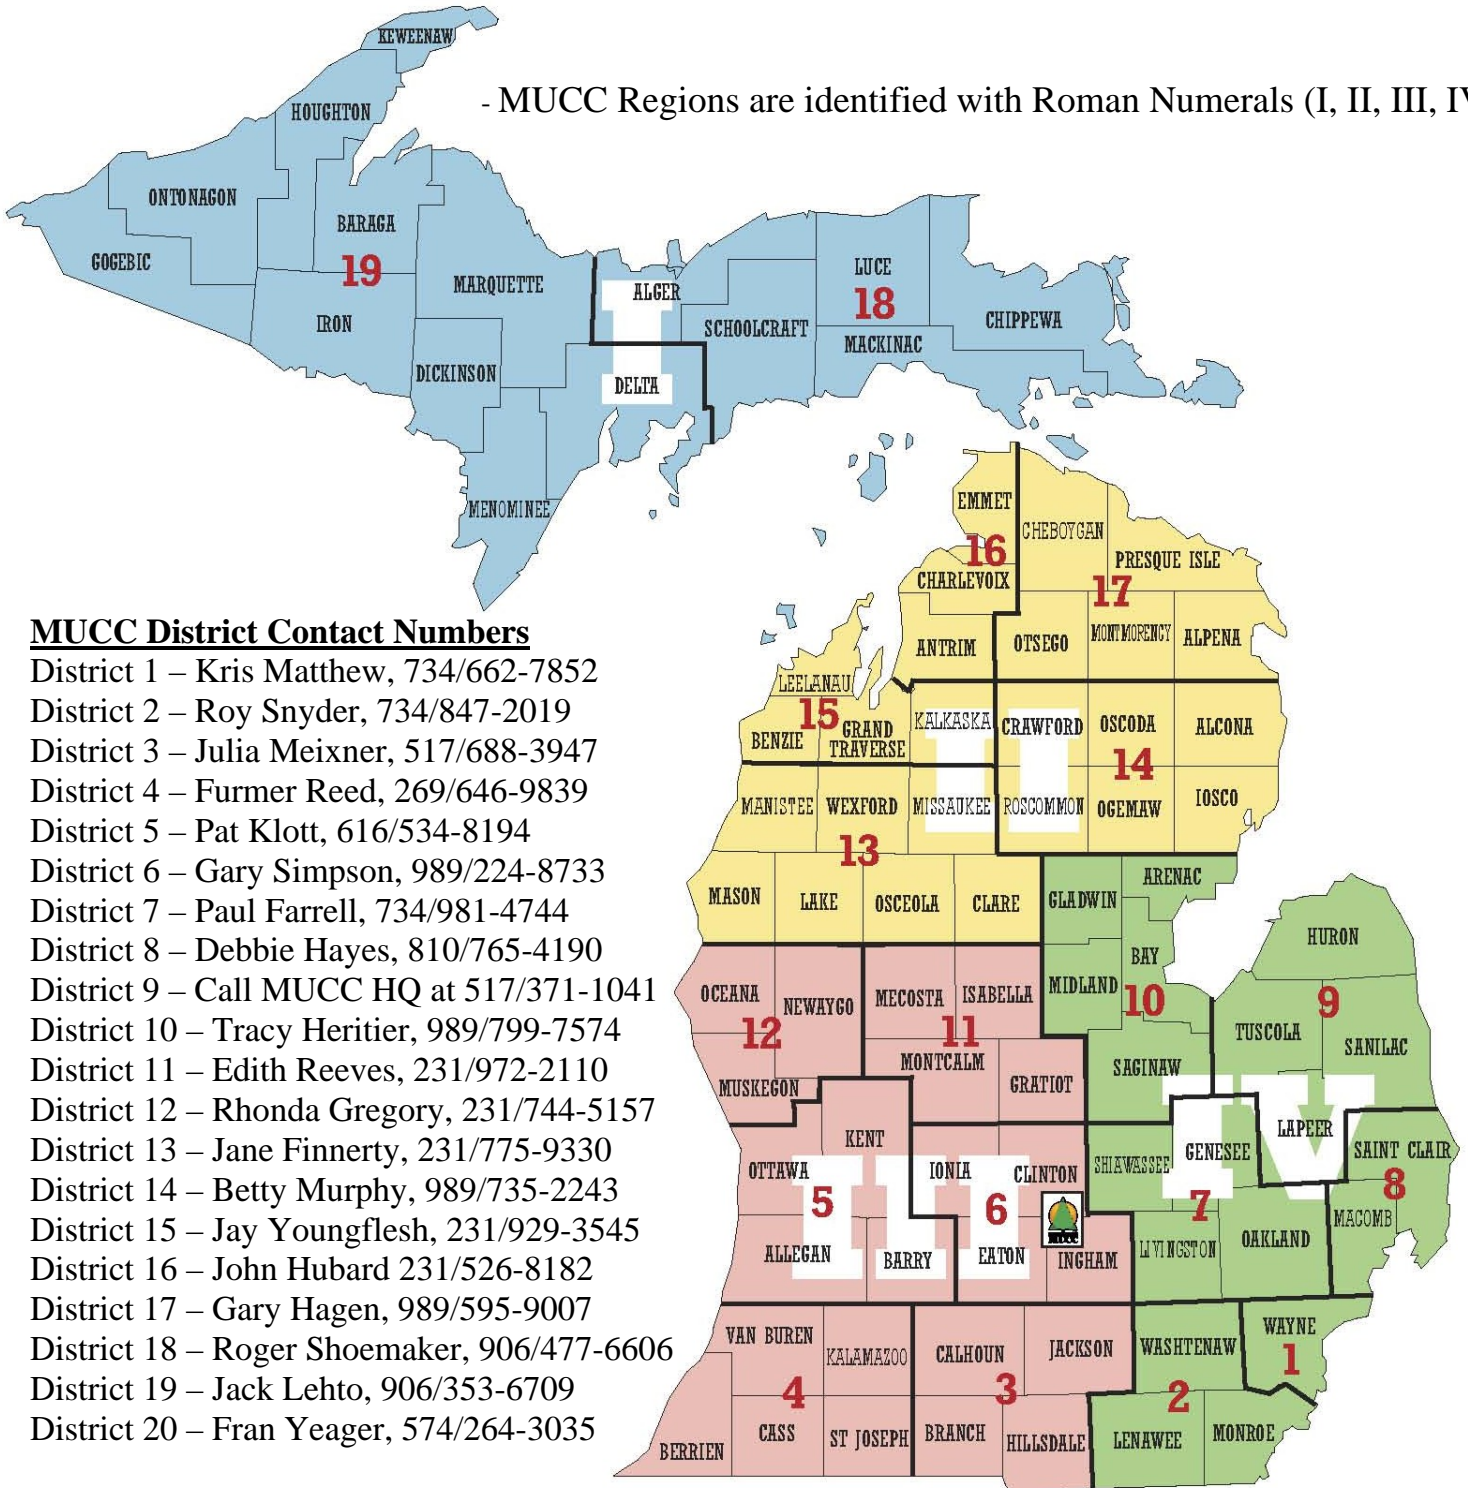 - MUCC Regions are identified with Roman Numerals (I, II, III, IV
KEWEENAW
HOUGHTON
ONTONAGON
BARAGA
GOGEBIC
19
MARQUETTE
IRON
DICKINSON
MENOMINEE
I
ALGER
DELTA
SCHOOLCRAFT
LUCE
18
MACKINAC
CHIPPEWA
EMMET
16
CHARLEVOIX
ANTRIM
CHEBOYGAN
PRESQUE ISLE
17
OTSEGO
MONTMORENCY
ALPENA
LEELANAU
15
BENZIE
GRAND
TRAVERSE
KALKASKA
II
CRAWFORD
OSCODA
ALCONA
14
MANISTEE
WEXFORD
MISSAUKEE
ROSCOMMON
OGEMAW
IOSCO
13
MASON
LAKE
OSCEOLA
CLARE
GLADWIN
ARENAC
BAY
MIDLAND
10
SAGINAW
HURON
9
TUSCOLA
SANILAC
OCEANA
NEWAYGO
12
MUSKEGON
MECOSTA
ISABELLA
11
MONTCALM
GRATIOT
KENT
OTTAWA
5
ALLEGAN
BARRY
III
IONIA
CLINTON
6
EATON
MUCC
INGHAM
IV
SHIAWASSEE
GENESEE
LAPEER
7
LIVINGSTON
OAKLAND
SAINT CLAIR
8
MACOMB
VAN BUREN
KALAMAZOO
4
CASS
ST JOSEPH
BERRIEN
CALHOUN
JACKSON
3
BRANCH
HILLSDALE
WASHTENAW
2
LENAWEE
MONROE
WAYNE
1
MUCC District Contact Numbers
District 1 – Kris Matthew, 734/662-7852
District 2 – Roy Snyder, 734/847-2019
District 3 – Julia Meixner, 517/688-3947
District 4 – Furmer Reed, 269/646-9839
District 5 – Pat Klott, 616/534-8194
District 6 – Gary Simpson, 989/224-8733
District 7 – Paul Farrell, 734/981-4744
District 8 – Debbie Hayes, 810/765-4190
District 9 – Call MUCC HQ at 517/371-1041
District 10 – Tracy Heritier, 989/799-7574
District 11 – Edith Reeves, 231/972-2110
District 12 – Rhonda Gregory, 231/744-5157
District 13 – Jane Finnerty, 231/775-9330
District 14 – Betty Murphy, 989/735-2243
District 15 – Jay Youngflesh, 231/929-3545
District 16 – John Hubard 231/526-8182
District 17 – Gary Hagen, 989/595-9007
District 18 – Roger Shoemaker, 906/477-6606
District 19 – Jack Lehto, 906/353-6709
District 20 – Fran Yeager, 574/264-3035